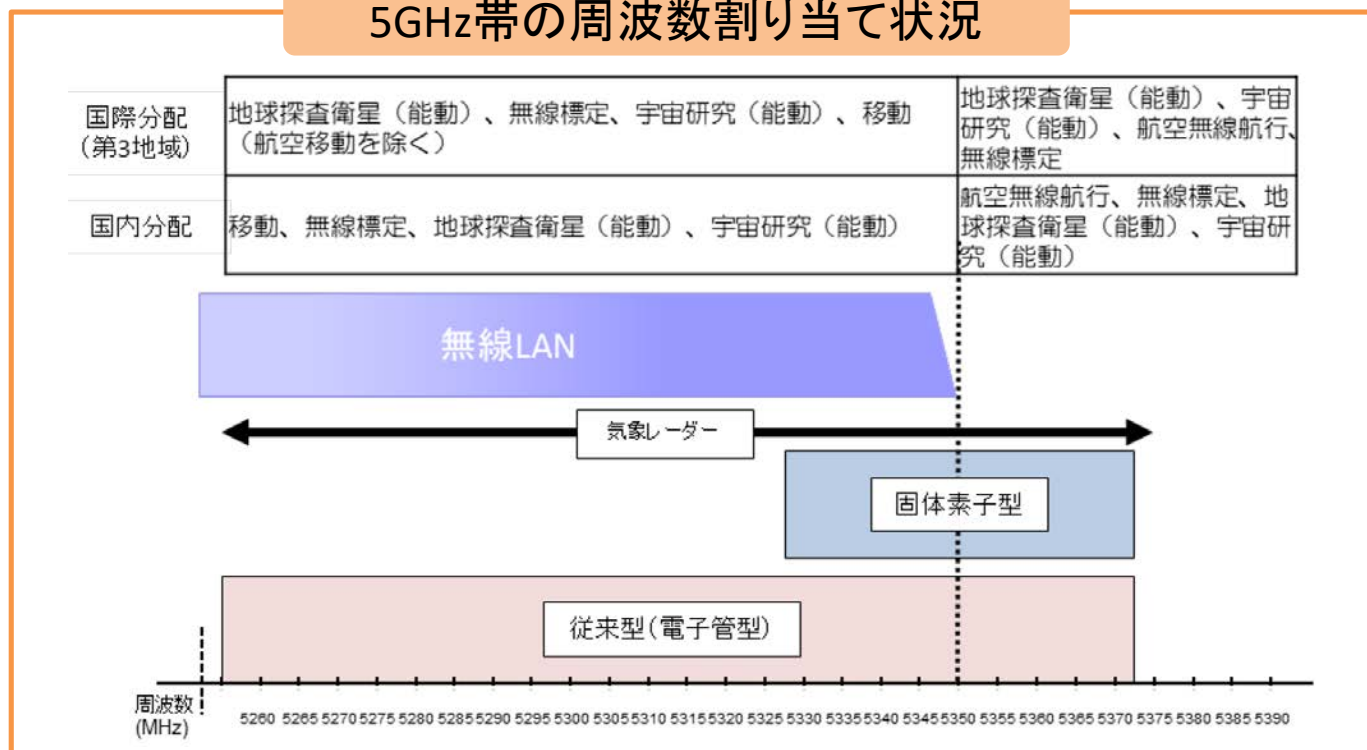 5GHz帯の周波数割り当て状況
国際分配
(第3地域)
地球探査衛星（能動）、無線標定、宇宙研究（能動）、移動
（航空移動を除く）
地球探査衛星（能動）、宇宙
研究（能動）、航空無線航行、
無線標定
国内分配
移動、無線標定、地球探査衛星（能動）、宇宙研究（能動）
航空無線航行、無線標定、地
球探査衛星（能動）、宇宙研
究（能動）
無線LAN
気象レーダー
固体素子型
従来型(電子管型)
周波数
(MHz)
5260 5265 5270 5275 5280 5285 5290 5295 5300 5305 5310 5315 5320 5325 5330 5335 5340 5345 5350 5355 5360 5365 5370 5375 5380 5385 5390